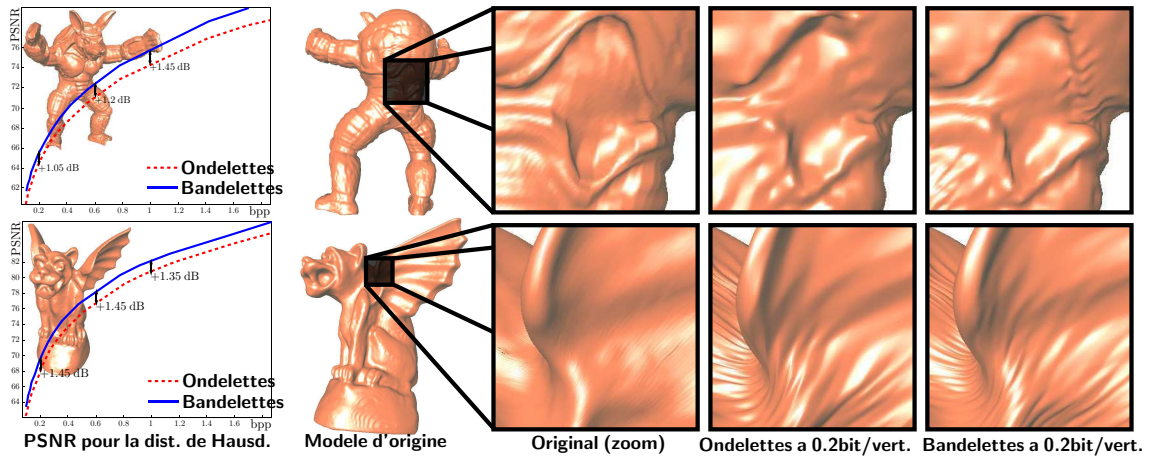 PSNR
76
74
72
70
68
66
64
62
+1.45 dB
+1.2 dB
+1.05 dB
Ondelettes
Bandelettes
0.2 0.4 0.6 0.8 1 1.2 1.4 1.6
bpp
PSNR
82
80
78
76
74
72
70
68
66
64
+1.35 dB
+1.45 dB
+1.45 dB
Ondelettes
Bandelettes
0.2 0.4 0.6 0.8 1 1.2 1.4 1.6
bpp
PSNR pour la dist. de Hausd.
Modele d'origine
Original (zoom)
Ondelettes a 0.2bit/vert.
Bandelettes a 0.2bit/vert.